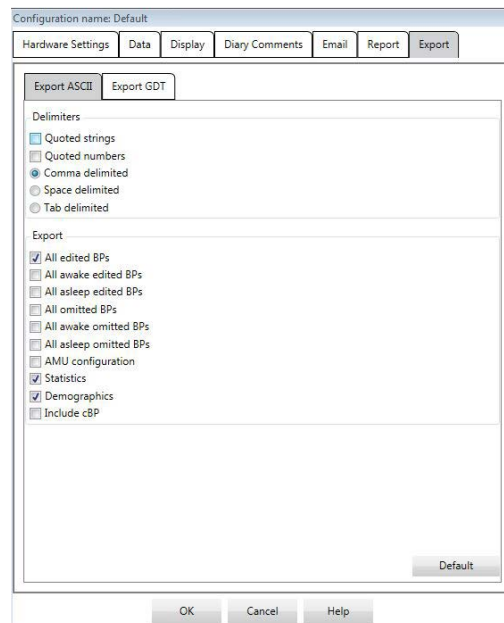 Configuration name: Default
Hardware Settings Data Display Diary Comments Email Report Export
Export ASCII Export GDT
Delimiters
Quoted strings
Quoted numbers
Comma delimited
Space delimited
Tab delimited
Export
All edited BPs
All awake edited BPs
All asleep edited BPs
All omitted BPs
All awake omitted BPs
All asleep omitted BPs
AMU configuration
Statistics
Demographics
Include cBP
Default
OK Cancel Help